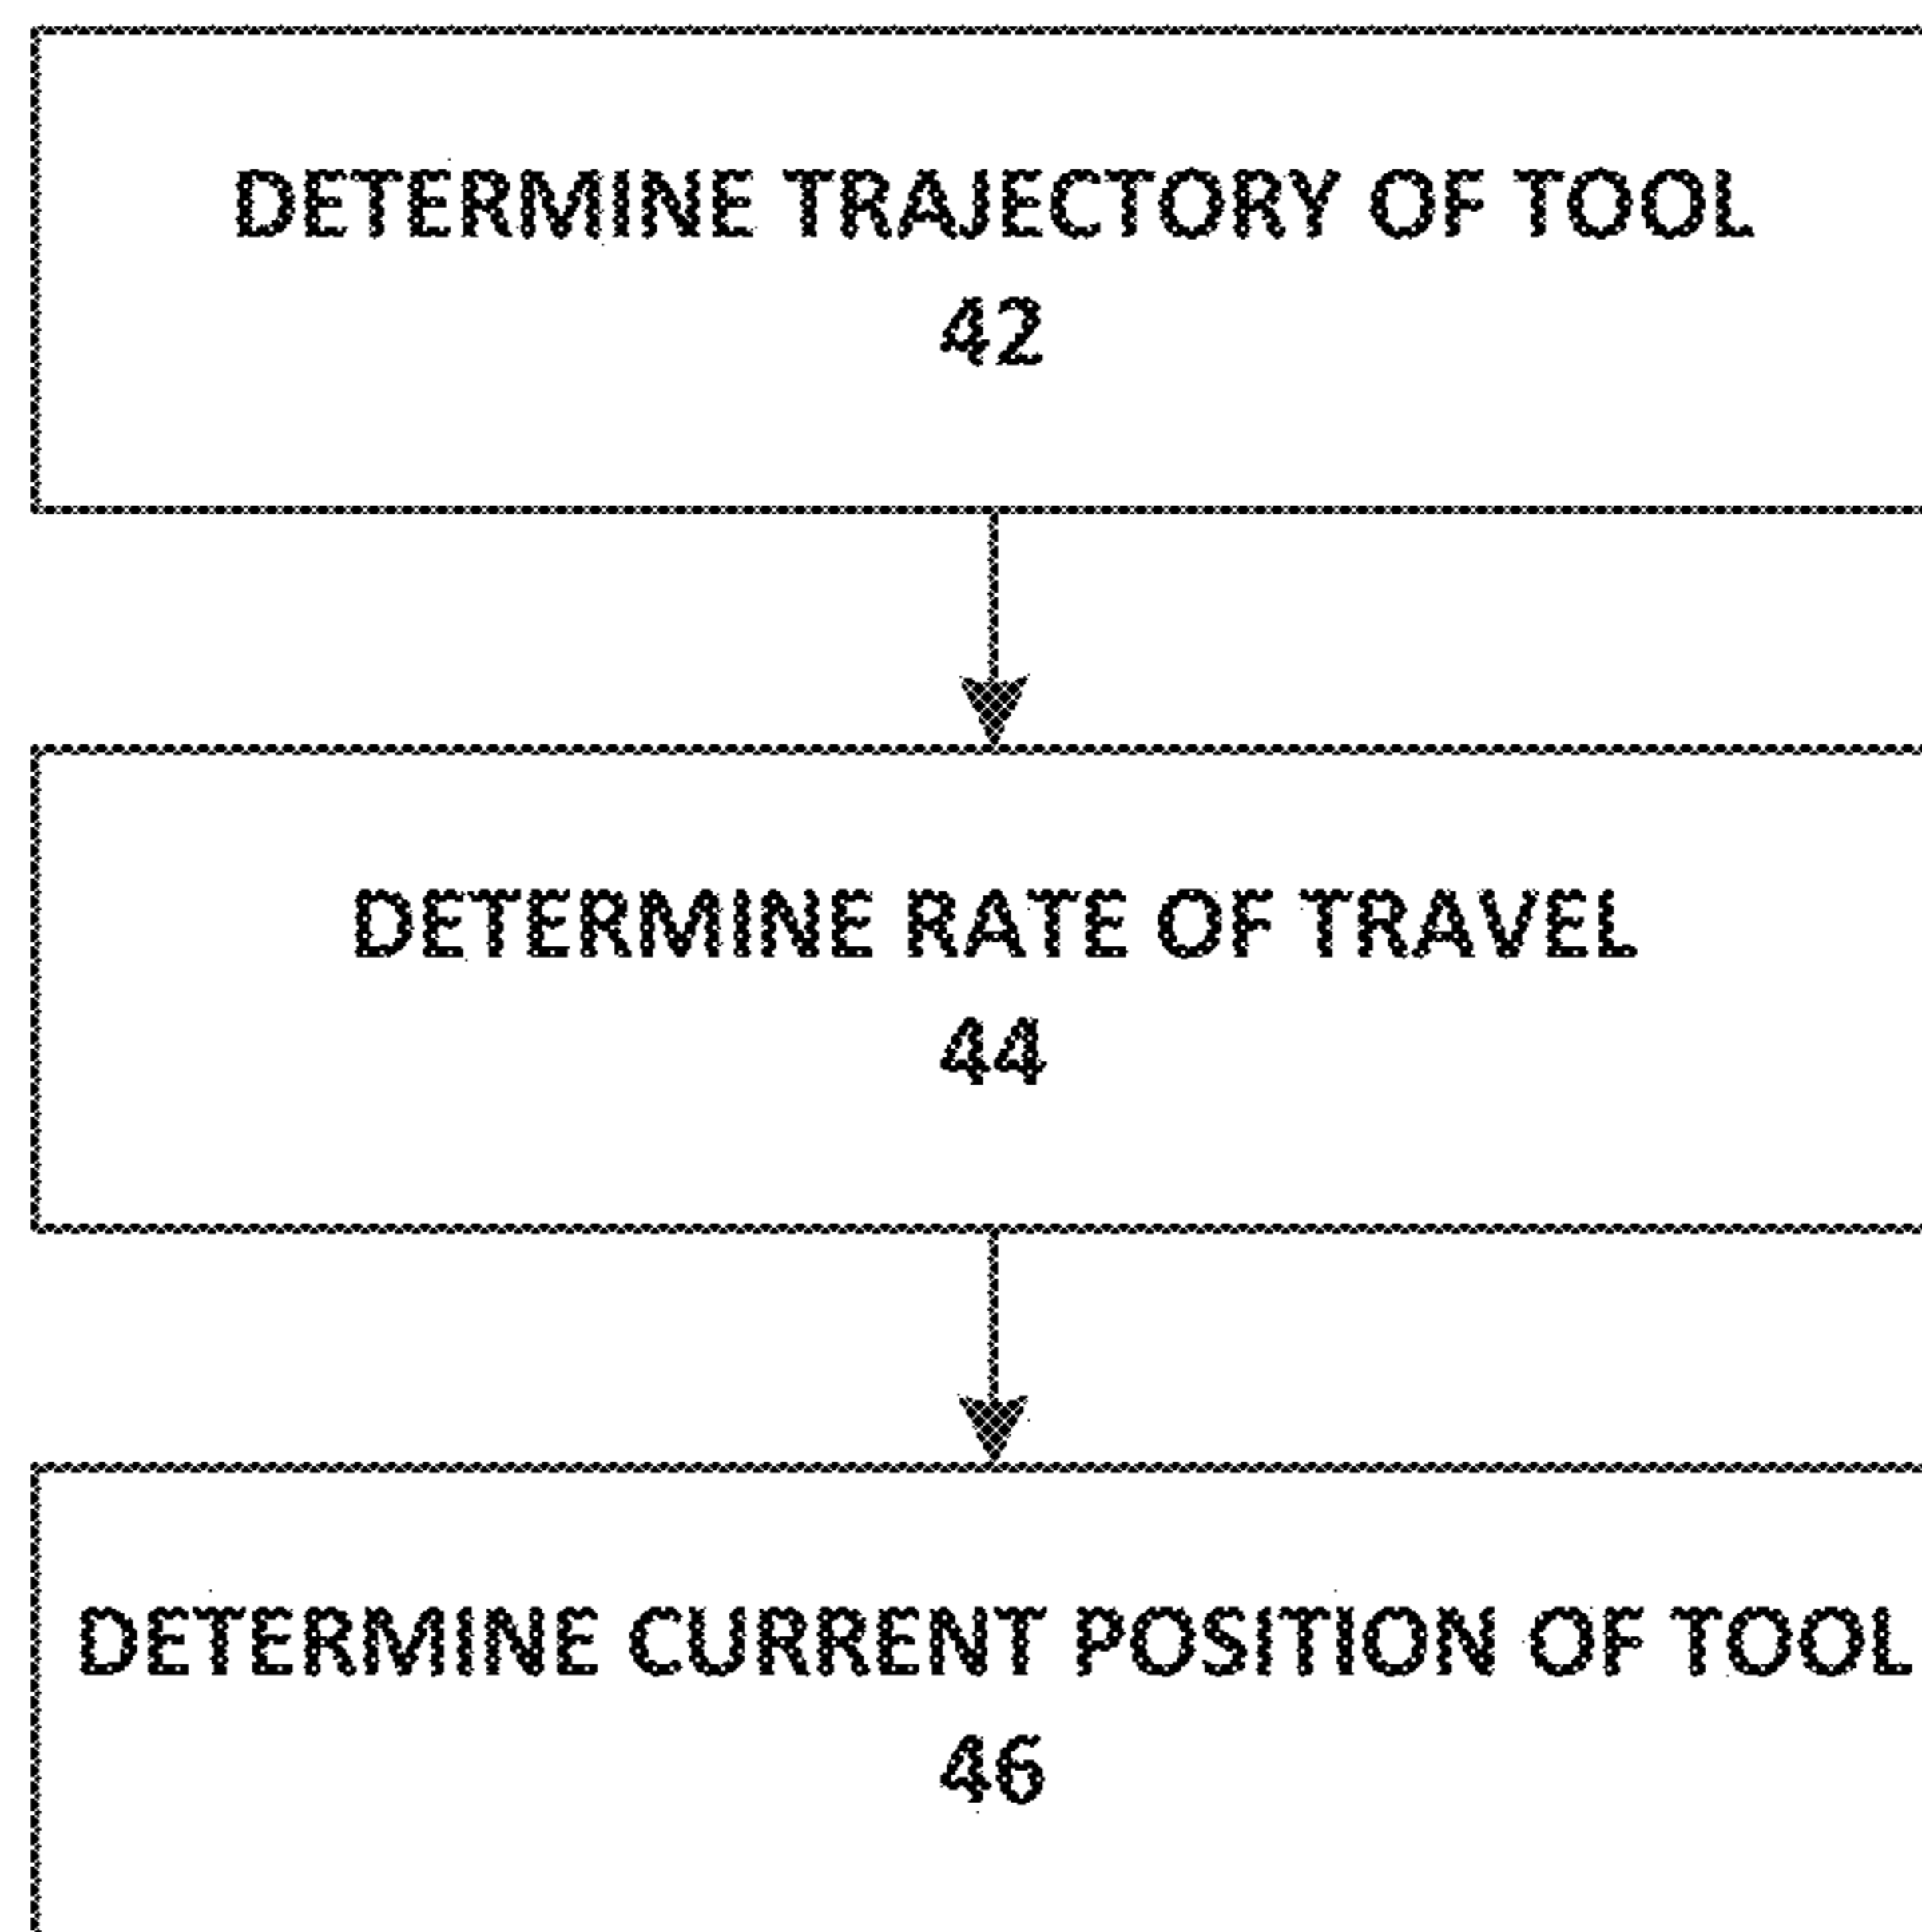 DETERMINE TRAJECTORY OF TOOL
42
DETERMINE RATE OF TRAVEL
44
DETERMINE CURRENT POSITION OF TOOL
46